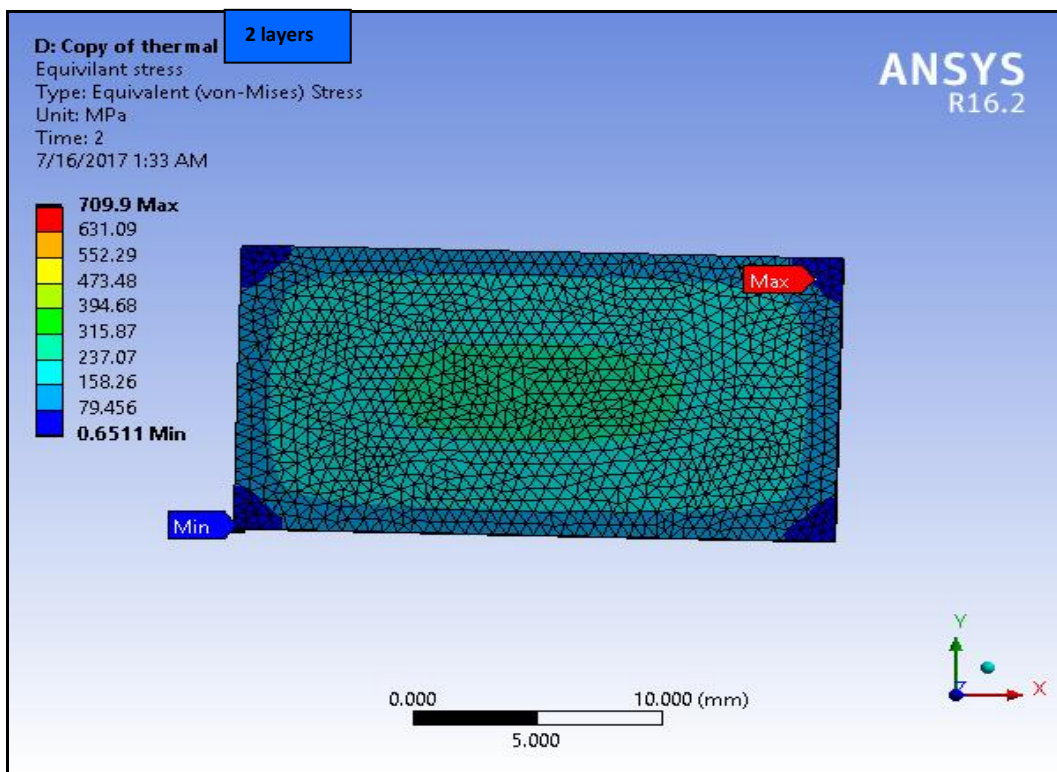 2 layers
D: Copy of thermal
Equivilant stress
Type: Equivalent (von-Mises) Stress
Unit: MPa
Time: 2
7/16/2017 1:33 AM
ANSYS
R16.2
709.9 Max
631.09
552.29
473.48
394.68
315.87
237.07
158.26
79.456
0.6511 Min
Max
Min
0.000
10.000 (mm)
5.000
Y
Z
X